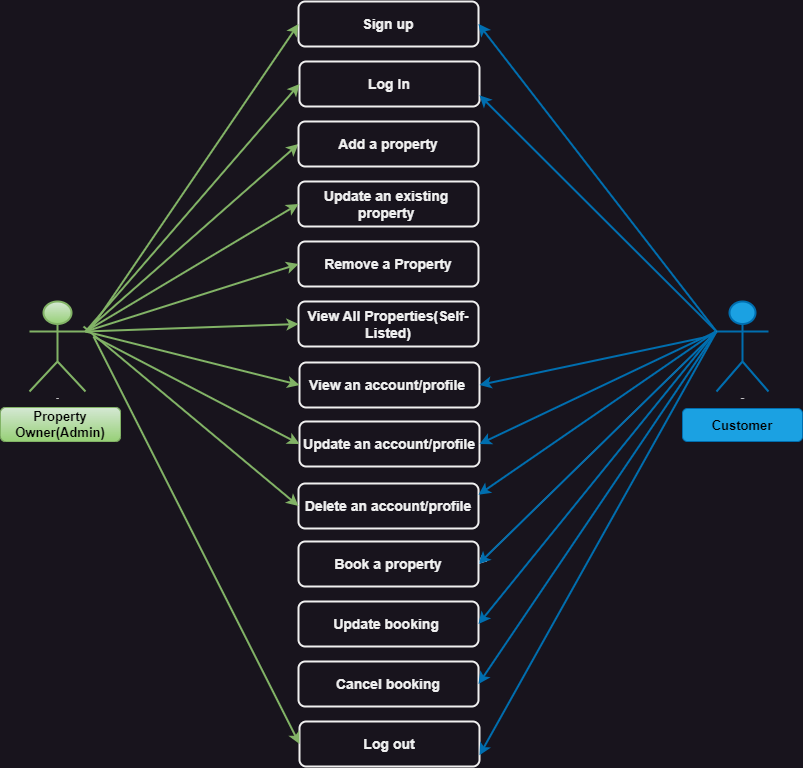 Sign up
Log In
Add a property
Update an existing
property
Remove a Property
View All Properties(Self-
Listed)
View an account/profile
Update an account/profile
Delete an account/profile
Book a property
Update booking
Cancel booking
Log out
-
Property
Owner(Admin)
-
Customer